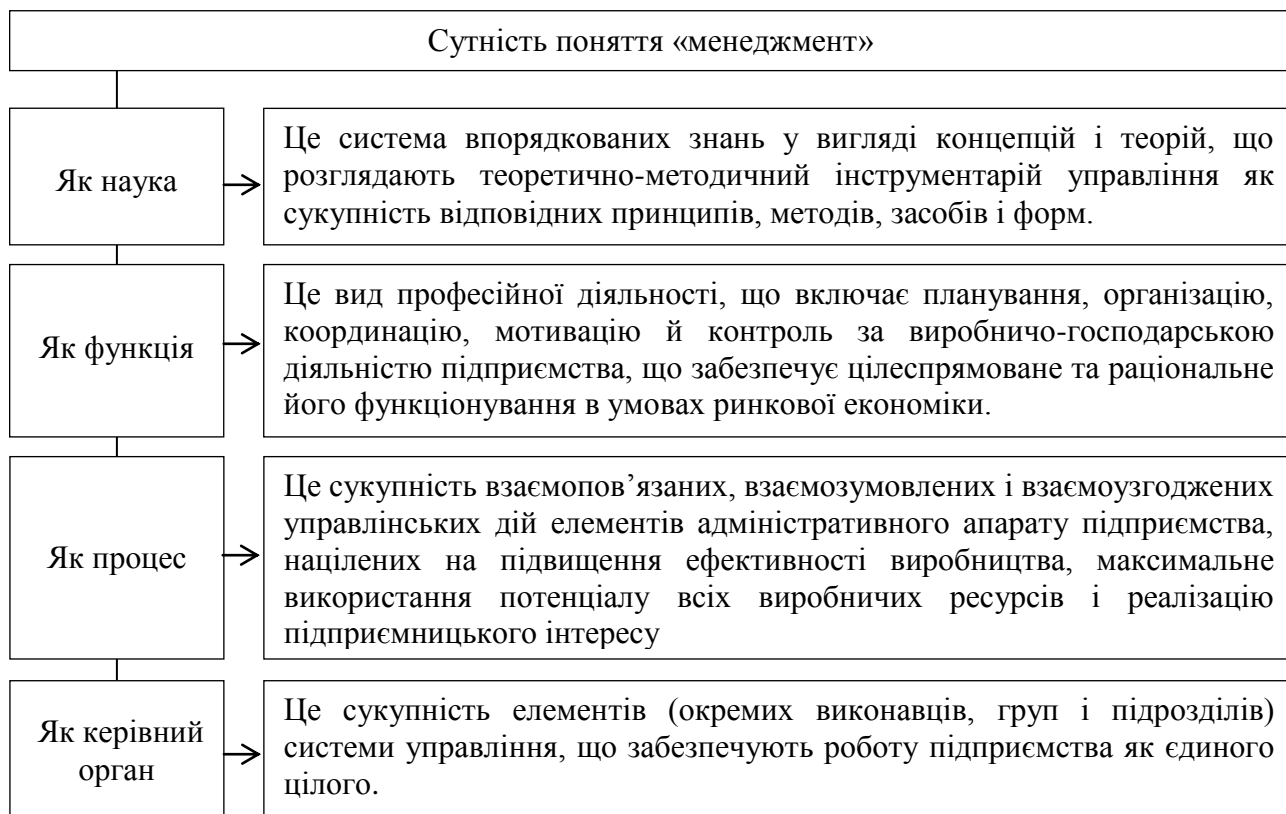 Сутність поняття «менеджмент»
Як наука
Це система впорядкованих знань у вигляді концепцій і теорій, що
розглядають теоретично-методичний інструментарій управління як
сукупність відповідних принципів, методів, засобів і форм.
Як функція
Це вид професійної діяльності, що включає планування, організацію,
координацію, мотивацію й контроль за виробничо-господарською
діяльністю підприємства, що забезпечує цілеспрямоване та раціональне
його функціонування в умовах ринкової економіки.
Як процес
Це сукупність взаємопов’язаних, взаємозумовлених і взаємоузгоджених
управлінських дій елементів адміністративного апарату підприємства,
націлених на підвищення ефективності виробництва, максимальне
використання потенціалу всіх виробничих ресурсів і реалізацію
підприємницького інтересу
Як керівний
орган
Це сукупність елементів (окремих виконавців, груп і підрозділів)
системи управління, що забезпечують роботу підприємства як єдиного
цілого.